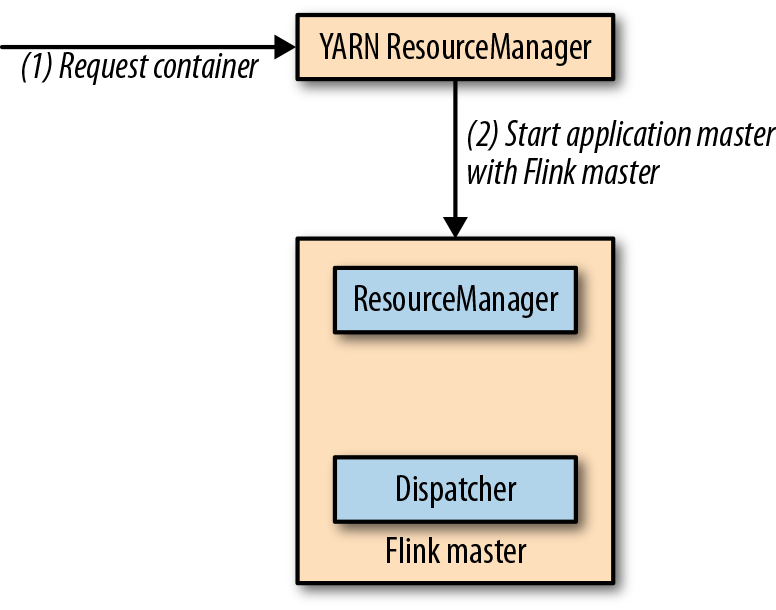 YARN ResourceManager
(1) Request container
(2) Start application master
with Flink master
ResourceManager
Dispatcher
Flink master